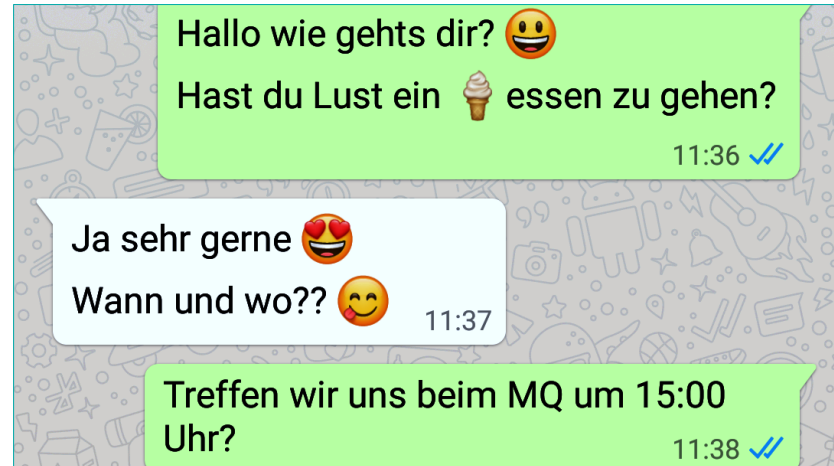 Hallo wie gehts dir? 😃
Hast du Lust ein 🍦 essen zu gehen?
11:36
Ja sehr gerne 😍
Wann und wo?? 😋
11:37
Treffen wir uns beim MQ um 15:00
Uhr?
11:38